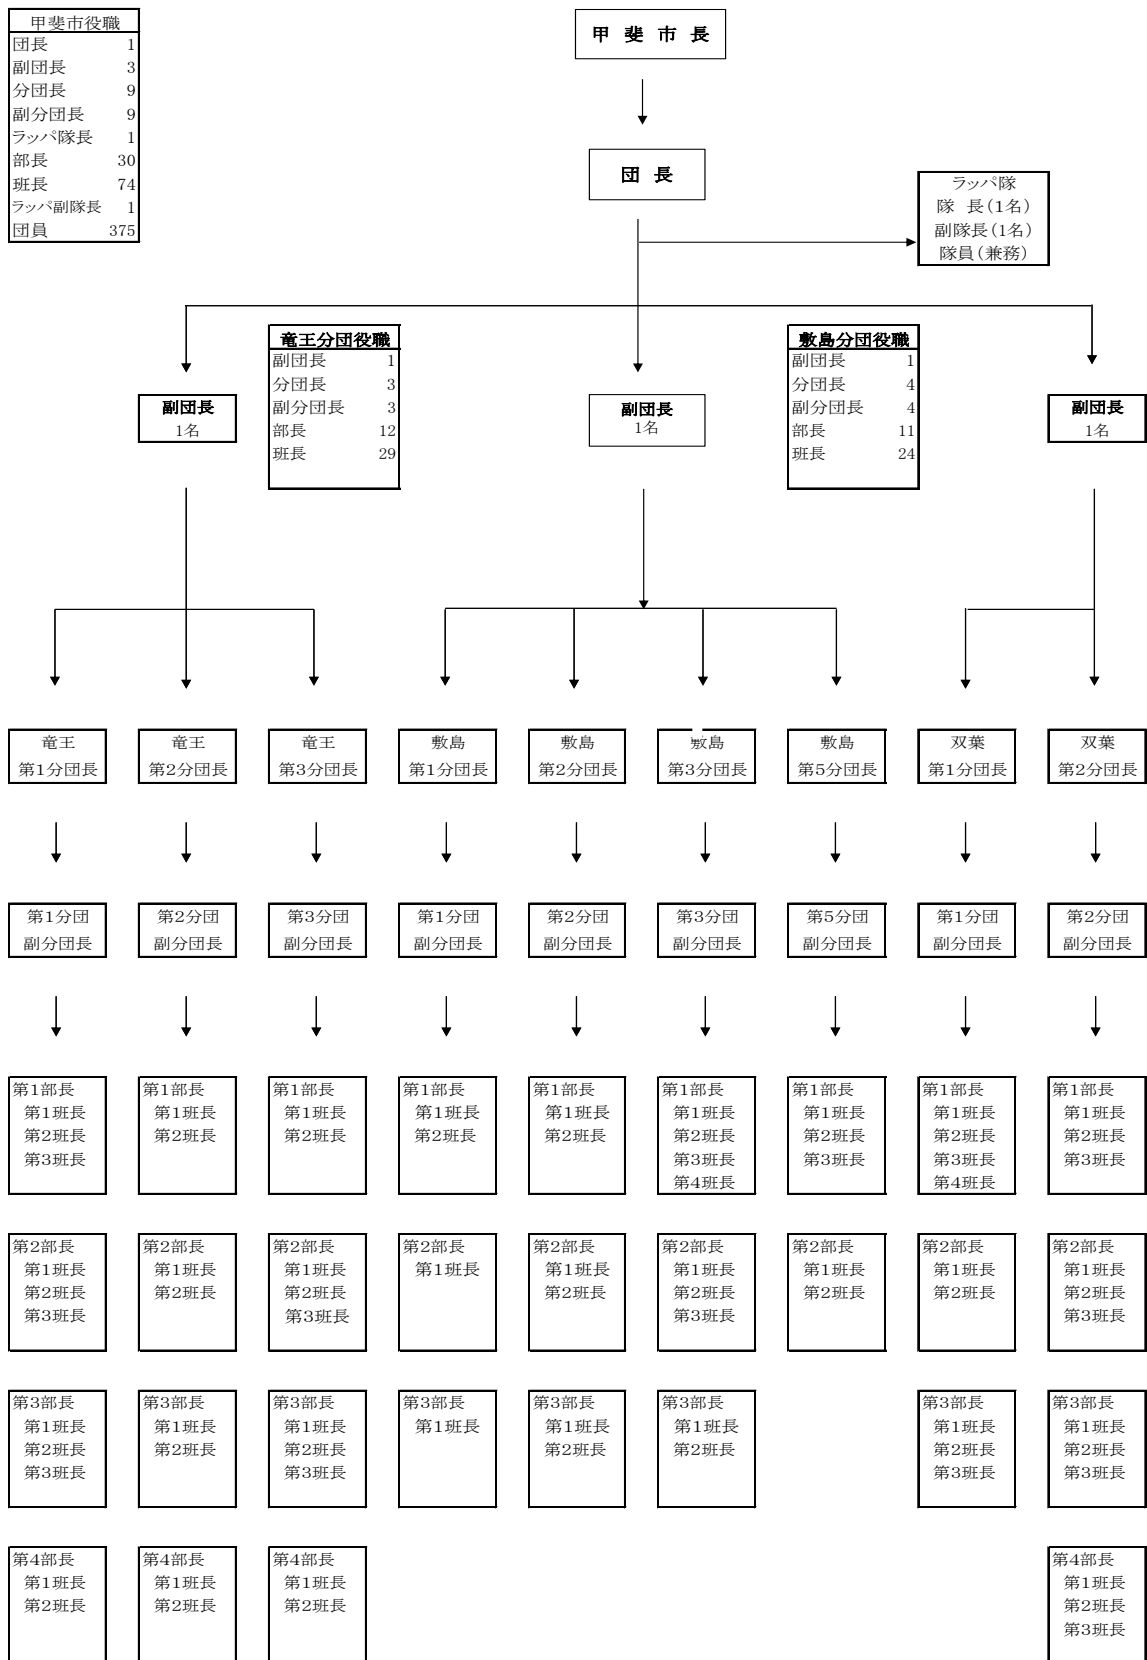 甲斐市役職
団長 1
副団長 3
分団長 9
副分団長 9
ラッパ隊長 1
部長 30
班長 74
ラッパ副隊長 1
団員 375
甲 斐 市 長
団 長
ラッパ隊
隊 長(1名)
副隊長(1名)
隊員(兼務)
副団長
1名
竜王分団役職
副団長 1
分団長 3
副分団長 3
部長 12
班長 29
副団長
1名
敷島分団役職
副団長 1
分団長 4
副分団長 4
部長 11
班長 24
副団長
1名
竜王
第1分団長
竜王
第2分団長
竜王
第3分団長
敷島
第1分団長
敷島
第2分団長
敷島
第3分団長
敷島
第5分団長
双葉
第1分団長
双葉
第2分団長
第1分団
副分団長
第2分団
副分団長
第3分団
副分団長
第1分団
副分団長
第2分団
副分団長
第3分団
副分団長
第5分団
副分団長
第1分団
副分団長
第2分団
副分団長
第1部長
第1班長
第2班長
第3班長
第1部長
第1班長
第2班長
第1部長
第1班長
第2班長
第1部長
第1班長
第2班長
第1部長
第1班長
第2班長
第1部長
第1班長
第2班長
第3班長
第4班長
第1部長
第1班長
第2班長
第3班長
第1部長
第1班長
第2班長
第3班長
第4班長
第1部長
第1班長
第2班長
第3班長
第2部長
第1班長
第2班長
第3班長
第2部長
第1班長
第2班長
第2部長
第1班長
第2班長
第3班長
第2部長
第1班長
第2部長
第1班長
第2班長
第2部長
第1班長
第2班長
第3班長
第2部長
第1班長
第2班長
第2部長
第1班長
第2班長
第2部長
第1班長
第2班長
第3班長
第3部長
第1班長
第2班長
第3班長
第3部長
第1班長
第2班長
第3部長
第1班長
第2班長
第3班長
第3部長
第1班長
第3部長
第1班長
第2班長
第3部長
第1班長
第2班長
第3部長
第1班長
第2班長
第3班長
第3部長
第1班長
第2班長
第3班長
第4部長
第1班長
第2班長
第4部長
第1班長
第2班長
第4部長
第1班長
第2班長
第4部長
第1班長
第2班長
第3班長